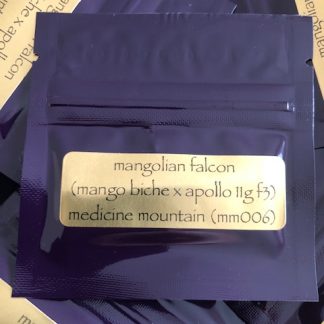 mangolian falcon
(mango biche x apollo 11g f3)
medicine mountain (mm006)